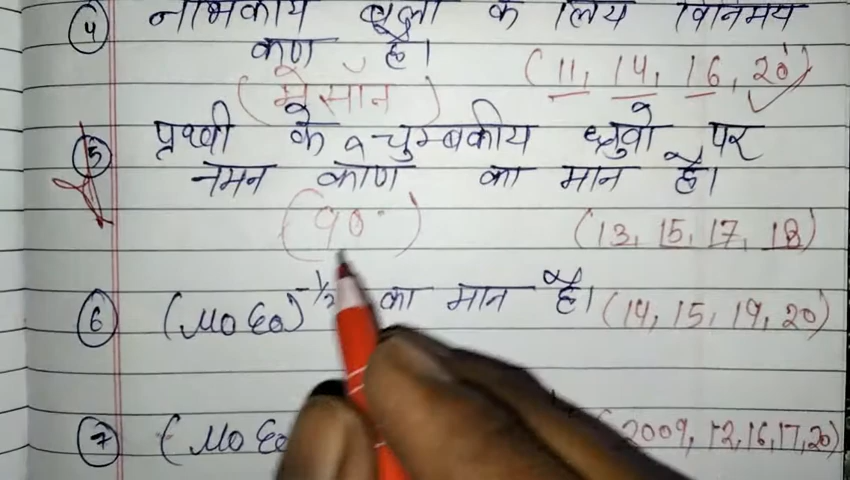 ④ नाभिकीय बलों के लिये विनिमय
कण है। (11, 14, 16, 20)
(मेसॉन)
⑤ पृथ्वी के चुम्बकीय ध्रुवो पर
नमन कोण का मान है।
(90°) (13, 15, 17, 18)
⑥ (μ0 ε0)^-1/2 का मान है। (14, 15, 19, 20)
⑦ (μ0 ε0 2009, 12, 16, 17, 20)